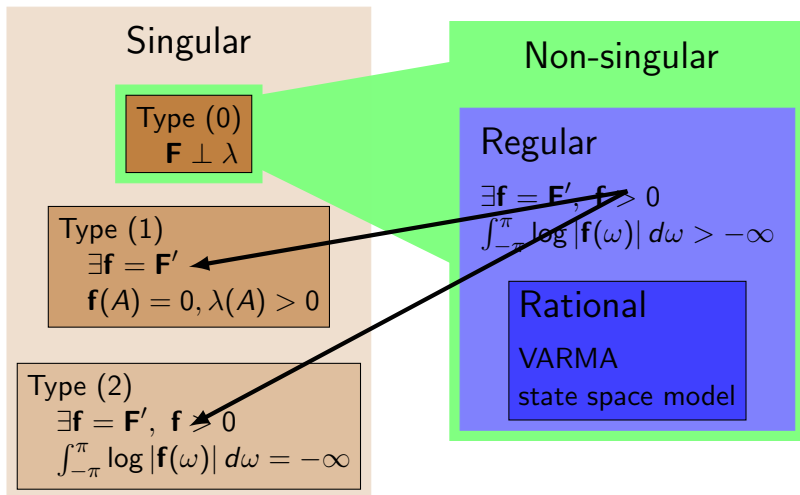 Singular
Type (0)
F ⊥ λ
Type (1)
∃f = F′
f(A) = 0, λ(A) > 0
Type (2)
∃f = F′, f > 0
∫_{-π}^{π} log |f(ω)| dω = −∞
Non-singular
Regular
∃f = F′, f > 0
∫_{-π}^{π} log |f(ω)| dω > −∞
Rational
VARMA
state space model